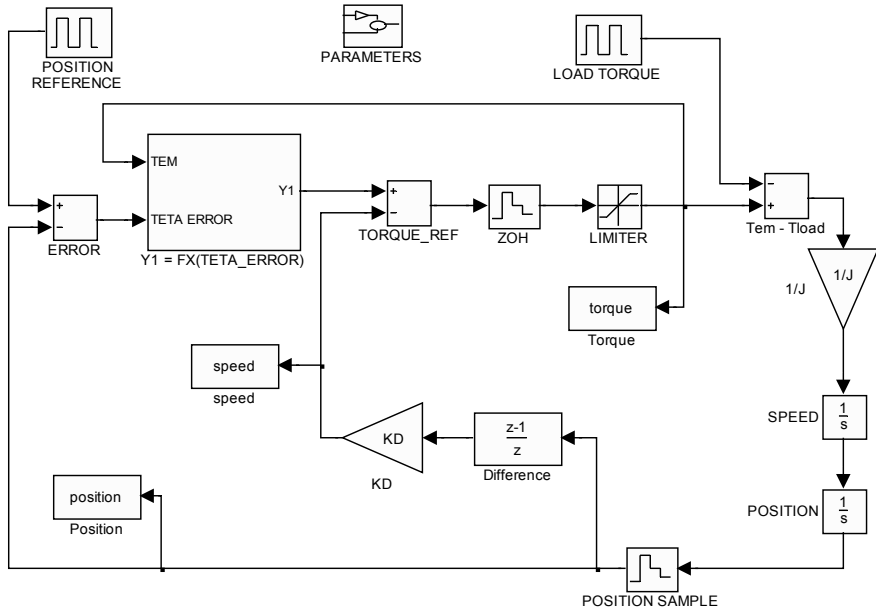 POSITION
REFERENCE
PARAMETERS
LOAD TORQUE
TEM
Y1
TETA ERROR
Y1 = FX(TETA_ERROR)
+
−
ERROR
+
−
TORQUE_REF
ZOH
LIMITER
−
+
Tem - Tload
1/J
1/J
torque
Torque
speed
speed
KD
KD
z-1
z
Difference
SPEED
1
s
position
Position
POSITION
1
s
POSITION SAMPLE